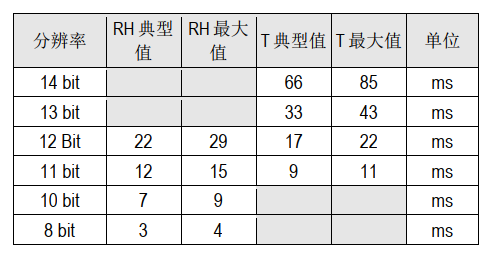 分辨率 RH 典型值 RH 最大值 T 典型值 T 最大值 单位
14 bit 66 85 ms
13 bit 33 43 ms
12 Bit 22 29 17 22 ms
11 bit 12 15 9 11 ms
10 bit 7 9 ms
8 bit 3 4 ms